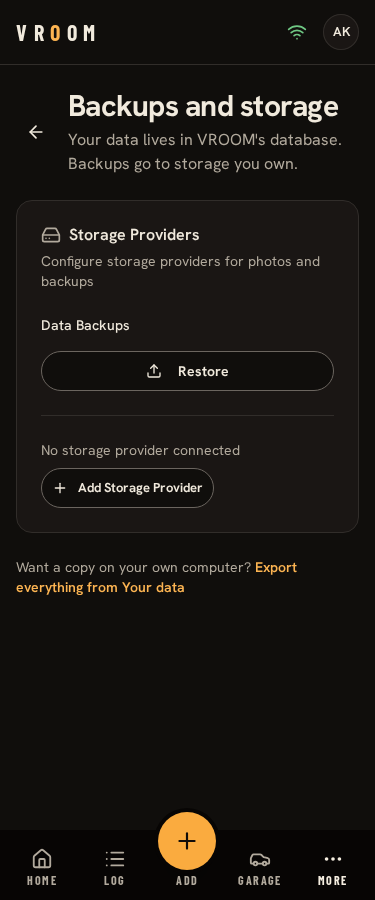 VROOM
AK
Backups and storage
Your data lives in VROOM's database.
Backups go to storage you own.
Storage Providers
Configure storage providers for photos and
backups
Data Backups
Restore
No storage provider connected
Add Storage Provider
Want a copy on your own computer? Export
everything from Your data
HOME
LOG
ADD
GARAGE
MORE